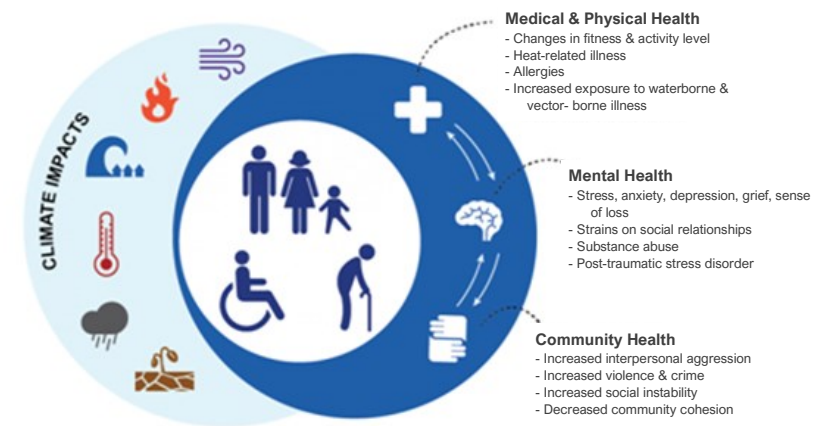 CLIMATE IMPACTS
Medical & Physical Health
- Changes in fitness & activity level
- Heat-related illness
- Allergies
- Increased exposure to waterborne &
vector- borne illness
Mental Health
- Stress, anxiety, depression, grief, sense
of loss
- Strains on social relationships
- Substance abuse
- Post-traumatic stress disorder
Community Health
- Increased interpersonal aggression
- Increased violence & crime
- Increased social instability
- Decreased community cohesion